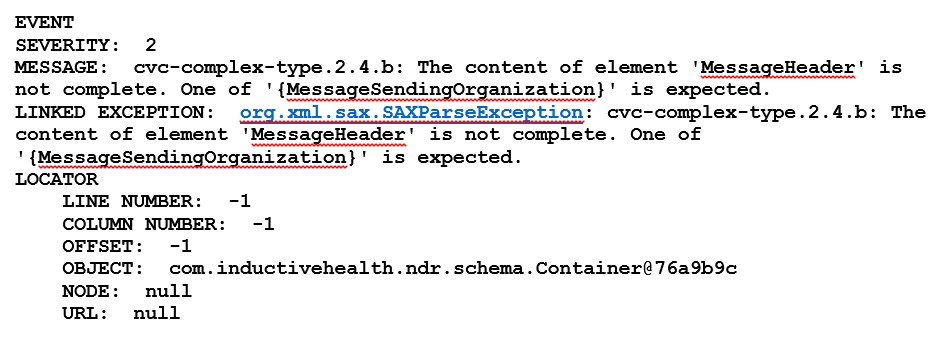 EVENT
SEVERITY:  2
MESSAGE:  cvc-complex-type.2.4.b: The content of element 'MessageHeader' is
not complete. One of '{MessageSendingOrganization}' is expected.
LINKED EXCEPTION:  org.xml.sax.SAXParseException: cvc-complex-type.2.4.b: The
content of element 'MessageHeader' is not complete. One of
'{MessageSendingOrganization}' is expected.
LOCATOR
    LINE NUMBER:  -1
    COLUMN NUMBER:  -1
    OFFSET:  -1
    OBJECT:  com.inductivehealth.ndr.schema.Container@76a9b9c
    NODE:  null
    URL:  null